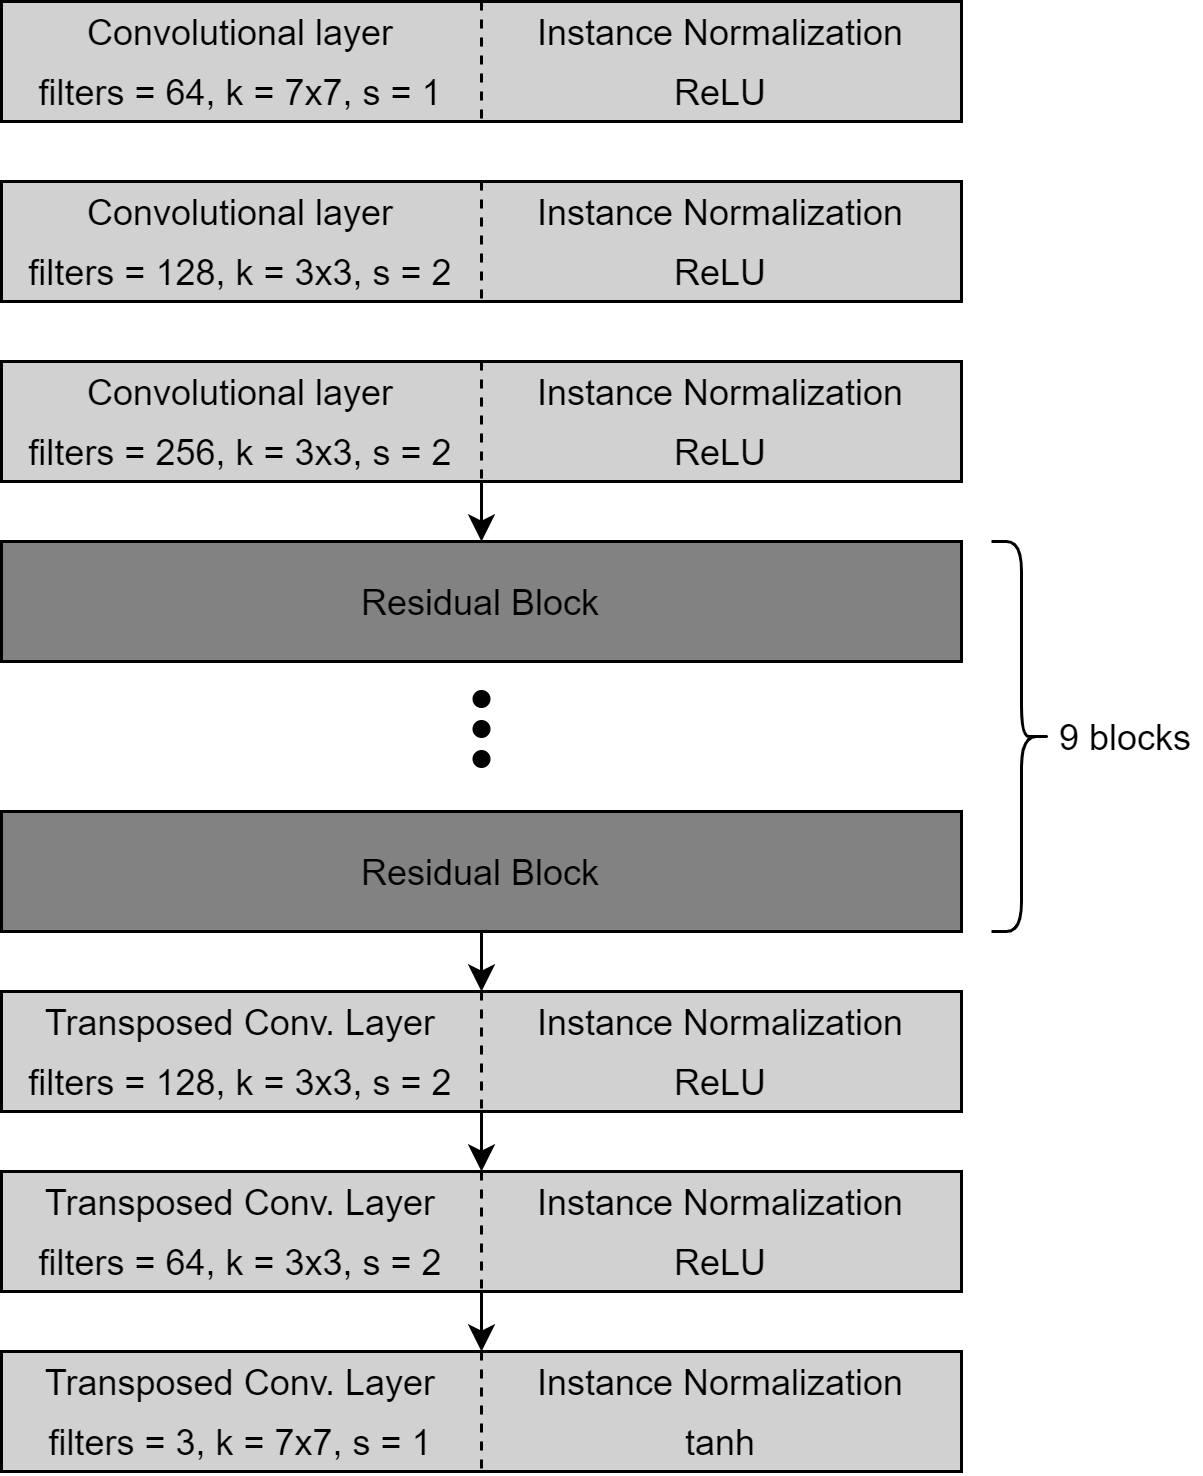 Convolutional layer
filters = 64, k = 7x7, s = 1
Instance Normalization
ReLU
Convolutional layer
filters = 128, k = 3x3, s = 2
Instance Normalization
ReLU
Convolutional layer
filters = 256, k = 3x3, s = 2
Instance Normalization
ReLU
Residual Block
9 blocks
Residual Block
Transposed Conv. Layer
filters = 128, k = 3x3, s = 2
Instance Normalization
ReLU
Transposed Conv. Layer
filters = 64, k = 3x3, s = 2
Instance Normalization
ReLU
Transposed Conv. Layer
filters = 3, k = 7x7, s = 1
Instance Normalization
tanh